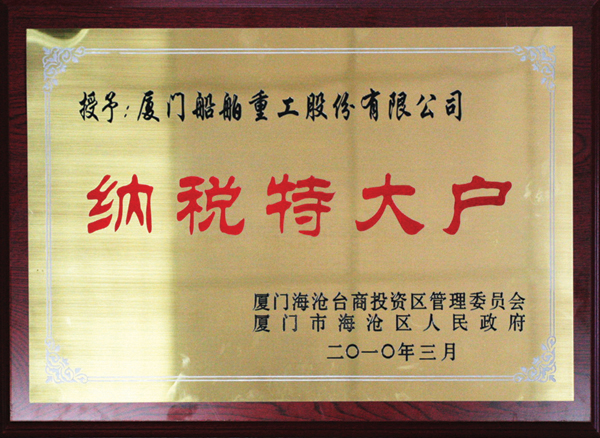 授予:厦门船舶重工股份有限公司
纳税特大户
厦门海沧台商投资区管理委员会
厦门市海沧区人民政府
二〇一〇年三月